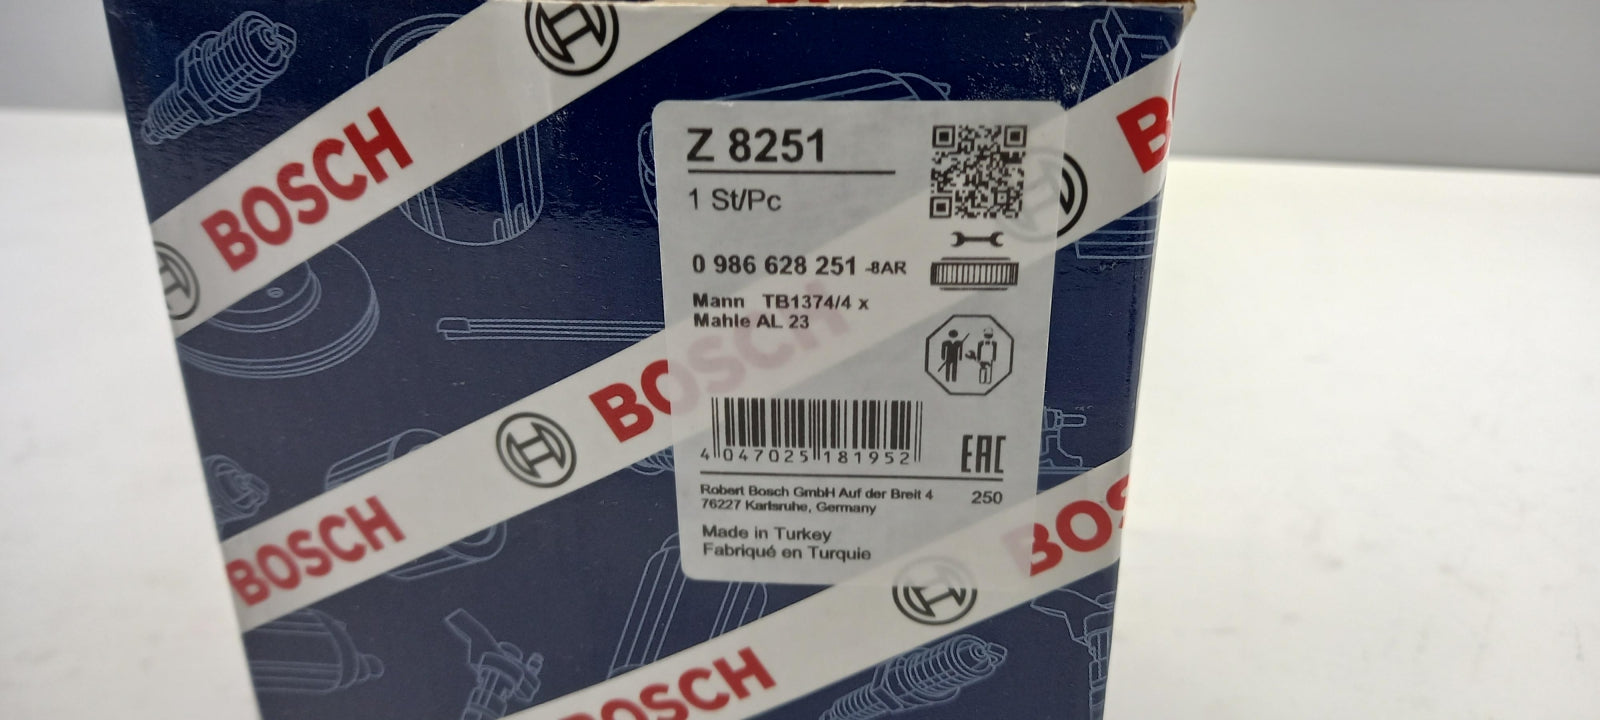 BOSCH
B
Z 8251
1 St/Pc
0 986 628 251 -8AR
Mann TB1374/4 x
Mahle AL 23
BOSCH
4 047025 181952
EAC
Robert Bosch GmbH Auf der Breit 4
76227 Karlsruhe, Germany
250
Made in Turkey
Fabriqué en Turquie
BOSCH
BOS
BOSCH